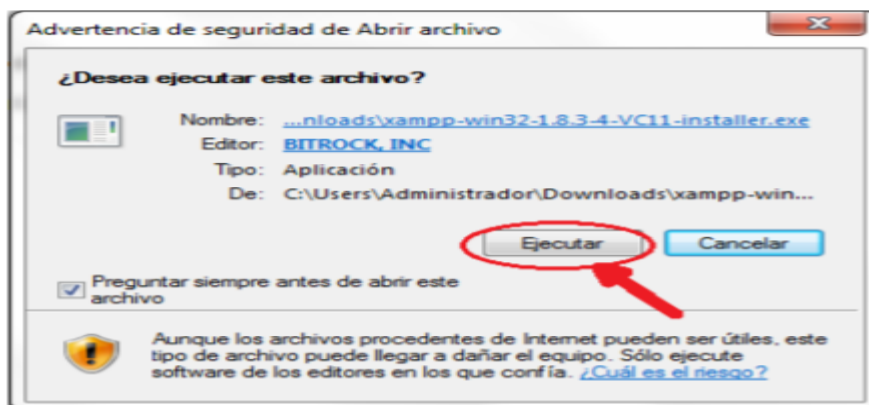 Advertencia de seguridad de Abrir archivo
¿Desea ejecutar este archivo?
Nombre: ...nloads\xampp-win32-1.8.3-4-VC11-installer.exe
Editor: BITROCK, INC
Tipo: Aplicación
De: C:\Users\Administrador\Downloads\xampp-win...
Ejecutar Cancelar
Preguntar siempre antes de abrir este
archivo
Aunque los archivos procedentes de Internet pueden ser útiles, este
tipo de archivo puede llegar a dañar el equipo. Sólo ejecute
software de los editores en los que confía. ¿Cuál es el riesgo?